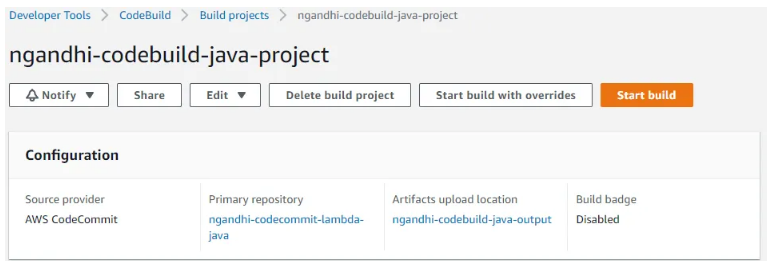 Developer Tools > CodeBuild > Build projects > ngandhi-codebuild-java-project
ngandhi-codebuild-java-project
Notify ▼ Share Edit ▼ Delete build project Start build with overrides Start build
Configuration
Source provider Primary repository Artifacts upload location Build badge
AWS CodeCommit ngandhi-codecommit-lambda- ngandhi-codebuild-java-output Disabled
java